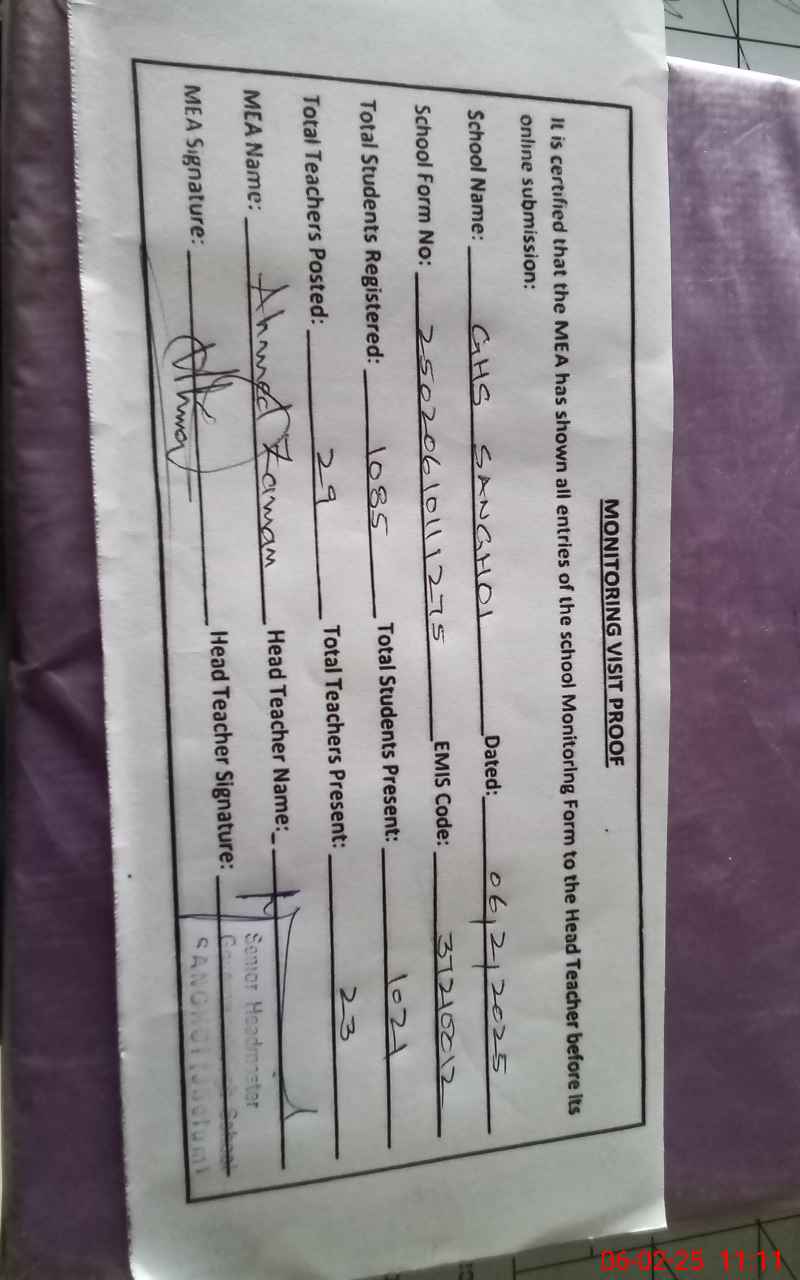 MONITORING VISIT PROOF
It is certified that the MEA has shown all entries of the school Monitoring Form to the Head Teacher before its
online submission:
School Name: GHS SANGHOI Dated: 06,2,2025
School Form No: 25020610111275 EMIS Code: 37210012
Total Students Registered: 1085 Total Students Present: 1021
Total Teachers Posted: 29 Total Teachers Present: 23
MEA Name: Ahmed Zaman Head Teacher Name:
Senior Headmaster
MEA Signature: Head Teacher Signature:
School
SANGHOI (Jhelum)
06-02-25 11:11